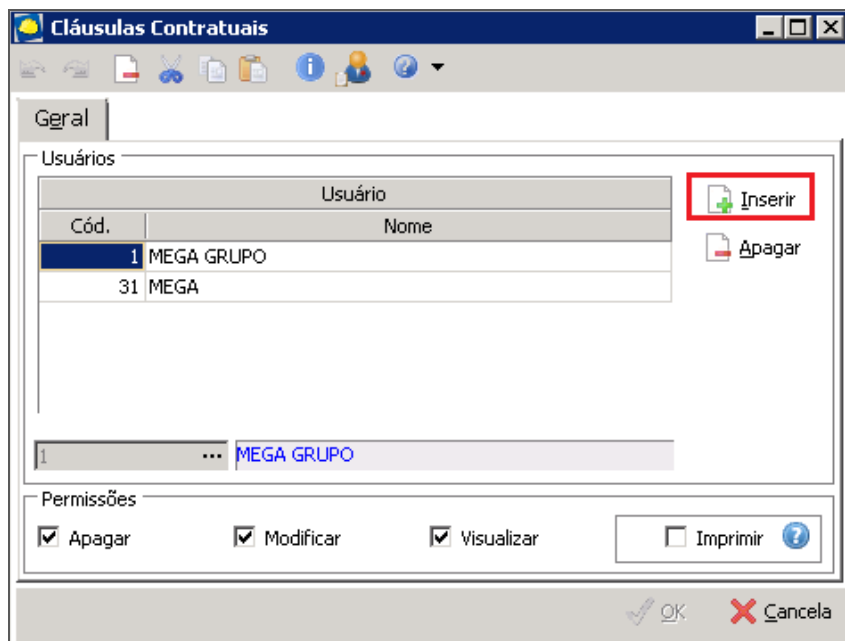 Cláusulas Contratuais
Geral
Usuários
Usuário
Cód. Nome
1 MEGA GRUPO
31 MEGA
Inserir
Apagar
1 ... MEGA GRUPO
Permissões
Apagar Modificar Visualizar Imprimir
OK Cancela